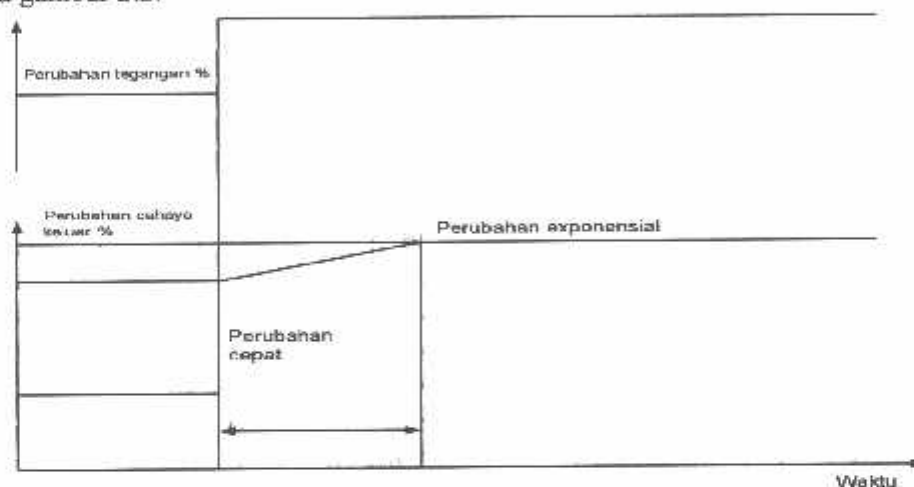 Perubahan tegangan %
Perubahan cahaya
keluar %
Perubahan exponensial
Perubahan
cepat
Waktu